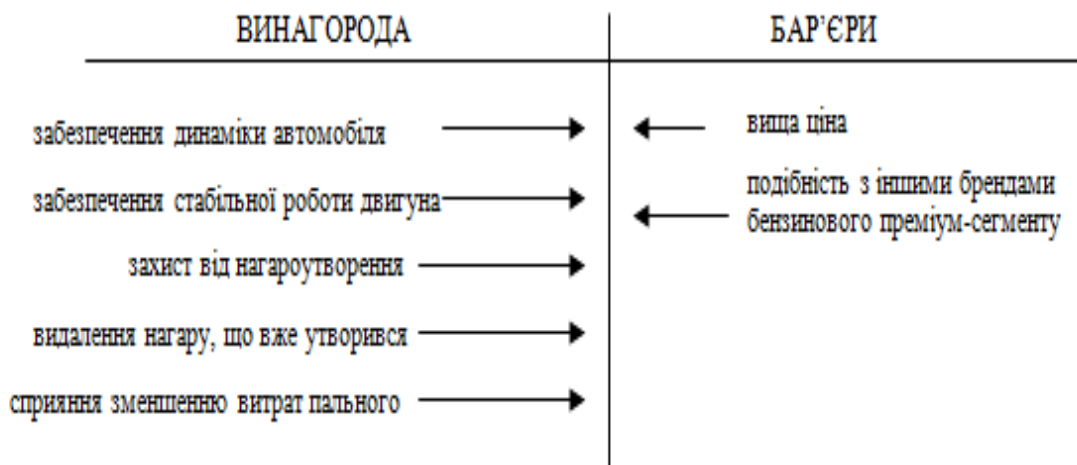 ВИНАГОРОДА
БАР’ЄРИ
забезпечення динаміки автомобіля
забезпечення стабільної роботи двигуна
захист від нагароутворення
видалення нагару, що вже утворився
сприяння зменшенню витрат пального
вища ціна
подібність з іншими брендами
бензинового преміум-сегменту